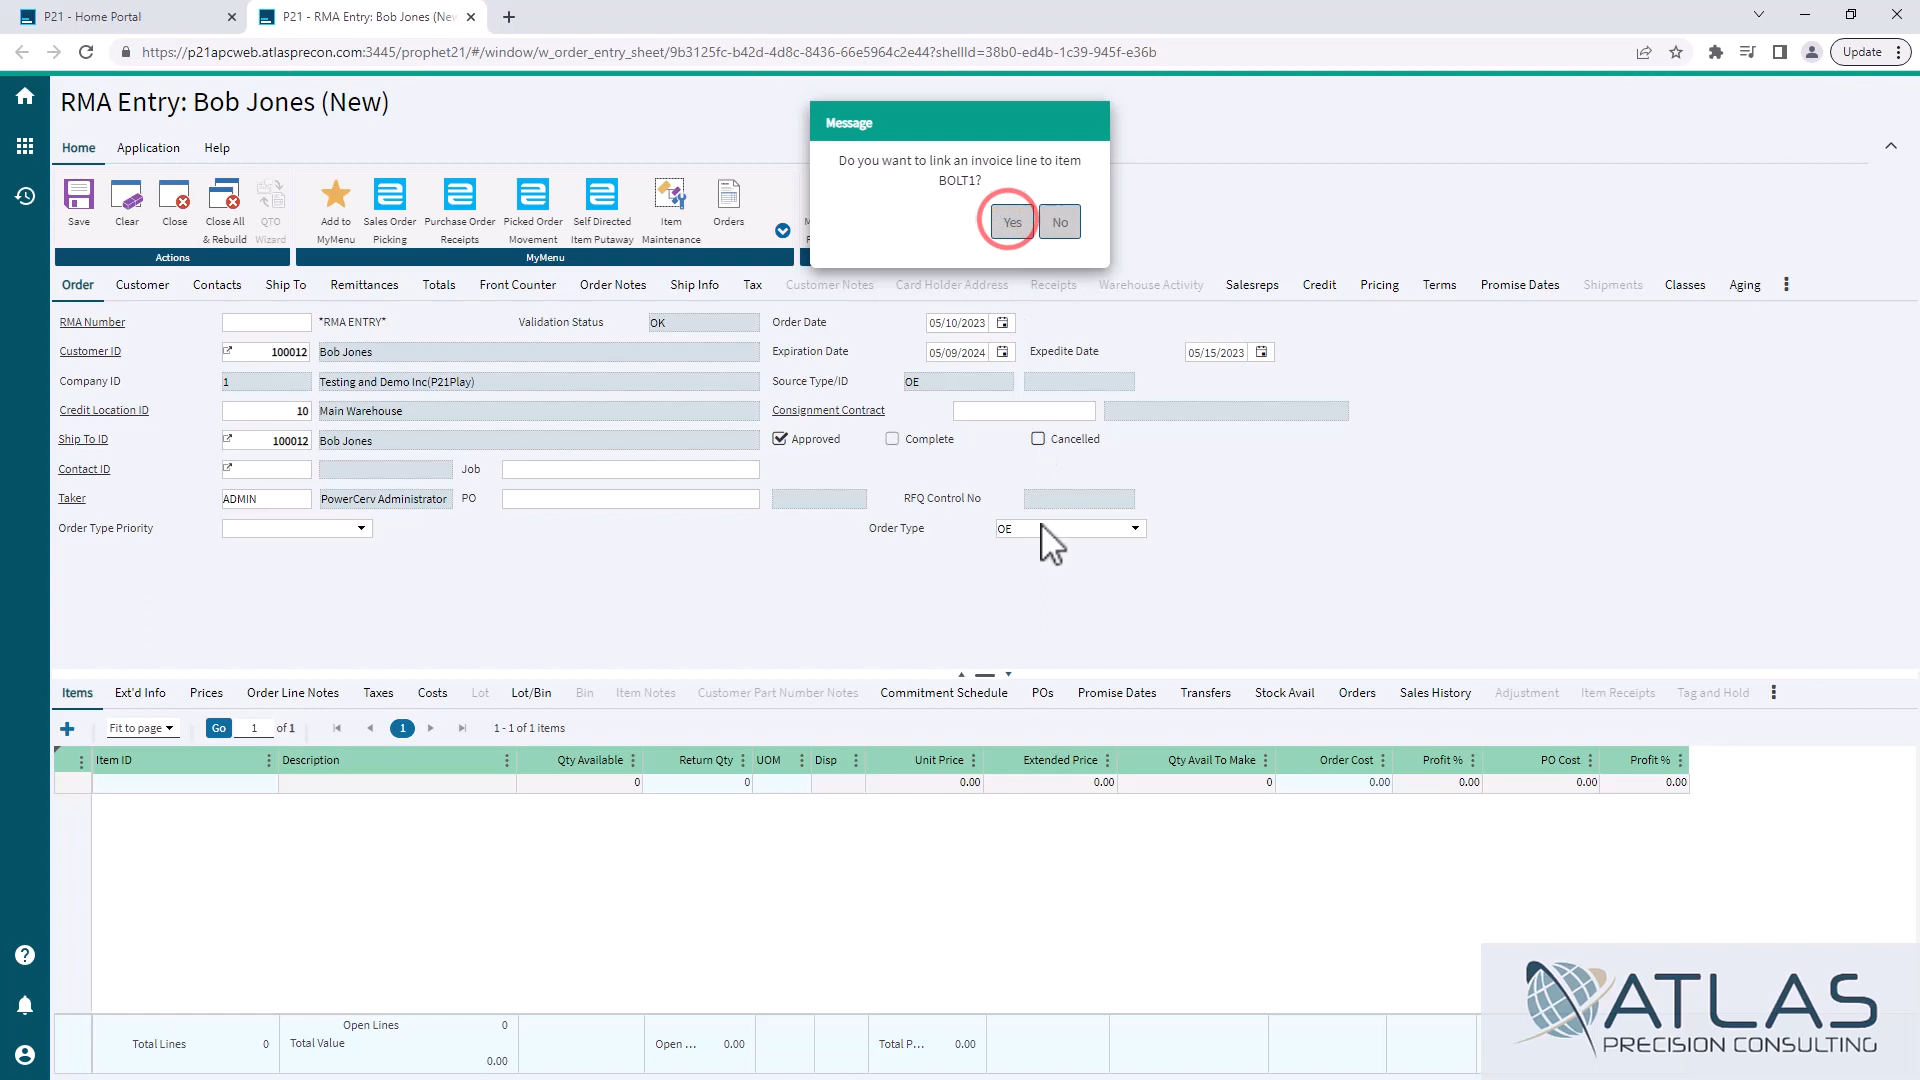 P21 - Home Portal
P21 - RMA Entry: Bob Jones (Nev
https://p21apcweb.atlasprecon.com:3445/prophet21/#/window/w_order_entry_sheet/9b3125fc-b42d-4d8c-8436-66e5964c2e44?shellId=38b0-ed4b-1c39-945f-e36b
Update
RMA Entry: Bob Jones (New)
Home Application Help
Message
Do you want to link an invoice line to item
BOLT1?
Yes No
Save
Clear
Close
Close All
& Rebuild
QTO
Wizard
Add to
MyMenu
Sales Order
Picking
Purchase Order
Receipts
Picked Order
Movement
Self Directed
Item Putaway
Item
Maintenance
Orders
Actions
MyMenu
Order Customer Contacts Ship To Remittances Totals Front Counter Order Notes Ship Info Tax Customer Notes Card Holder Address Receipts Warehouse Activity Salesreps Credit Pricing Terms Promise Dates Shipments Classes Aging
RMA Number *RMA ENTRY* Validation Status OK Order Date 05/10/2023
Customer ID 100012 Bob Jones Expiration Date 05/09/2024 Expedite Date 05/15/2023
Company ID 1 Testing and Demo Inc(P21Play) Source Type/ID OE
Credit Location ID 10 Main Warehouse Consignment Contract
Ship To ID 100012 Bob Jones Approved Complete Cancelled
Contact ID Job
Taker ADMIN PowerCerv Administrator PO RFQ Control No
Order Type Priority Order Type OE
Items Ext'd Info Prices Order Line Notes Taxes Costs Lot Lot/Bin Bin Item Notes Customer Part Number Notes Commitment Schedule POs Promise Dates Transfers Stock Avail Orders Sales History Adjustment Item Receipts Tag and Hold
Fit to page Go 1 of 1 1 1 - 1 of 1 items
Item ID Description Qty Available Return Qty UOM Disp Unit Price Extended Price Qty Avail To Make Order Cost Profit % PO Cost Profit %
0 0 0.00 0.00 0 0.00 0.00 0.00 0.00
Open Lines 0
Total Lines 0 Total Value Open ... 0.00 Total P... 0.00
0.00
ATLAS
PRECISION CONSULTING